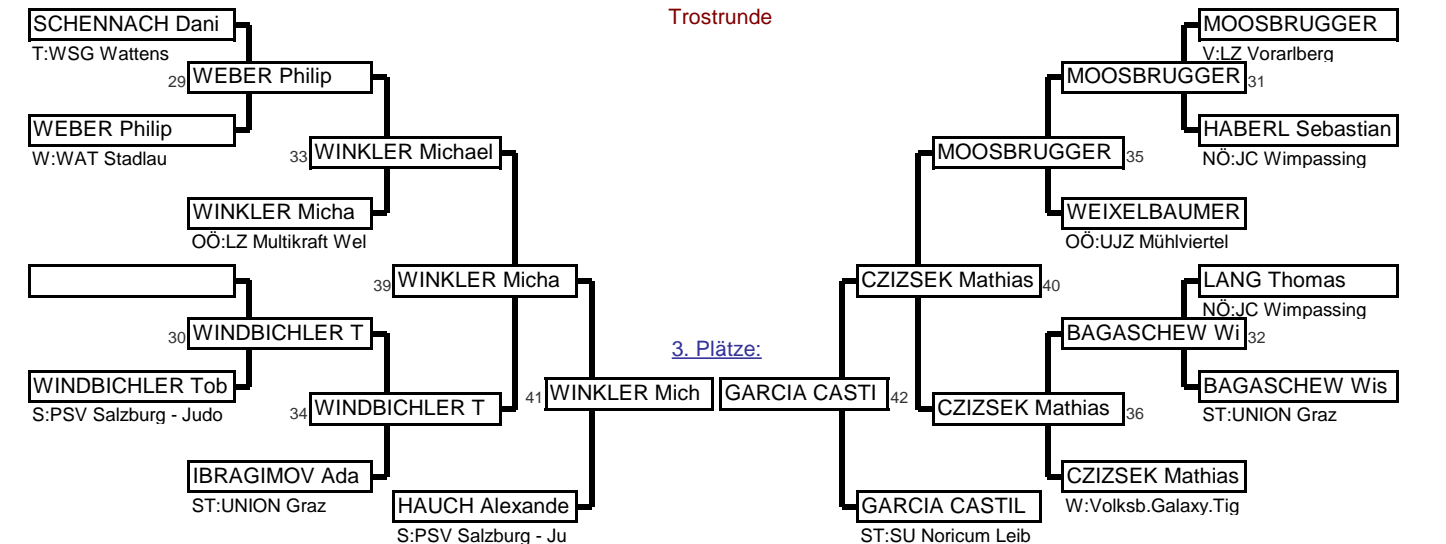 Trostrunde
SCHENNACH Dani
T:WSG Wattens
29 WEBER Philip
WEBER Philip
W:WAT Stadlau
33 WINKLER Michael
WINKLER Micha
OÖ:LZ Multikraft Wel
39 WINKLER Micha
30 WINDBICHLER T
WINDBICHLER Tob
S:PSV Salzburg - Judo
34 WINDBICHLER T
IBRAGIMOV Ada
ST:UNION Graz
HAUCH Alexande
S:PSV Salzburg - Ju
3. Plätze:
41 WINKLER Mich
GARCIA CASTI 42
MOOSBRUGGER
V:LZ Vorarlberg
MOOSBRUGGER 31
HABERL Sebastian
NÖ:JC Wimpassing
MOOSBRUGGER 35
WEIXELBAUMER
OÖ:UJZ Mühlviertel
CZIZSEK Mathias 40
LANG Thomas
NÖ:JC Wimpassing
BAGASCHEW Wi 32
BAGASCHEW Wis
ST:UNION Graz
CZIZSEK Mathias 36
CZIZSEK Mathias
W:Volksb.Galaxy.Tig
GARCIA CASTIL
ST:SU Noricum Leib